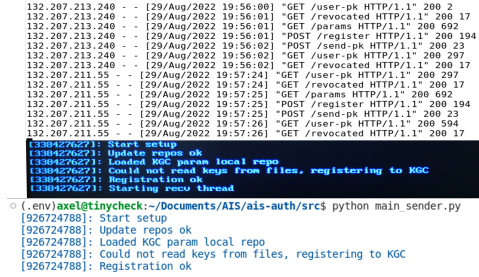 132.207.213.240 - - [29/Aug/2022 19:56:00] "GET /user-pk HTTP/1.1" 200 2
132.207.213.240 - - [29/Aug/2022 19:56:01] "GET /revocated HTTP/1.1" 200 17
132.207.213.240 - - [29/Aug/2022 19:56:01] "GET /params HTTP/1.1" 200 692
132.207.213.240 - - [29/Aug/2022 19:56:01] "POST /register HTTP/1.1" 200 194
132.207.213.240 - - [29/Aug/2022 19:56:02] "POST /send-pk HTTP/1.1" 200 23
132.207.213.240 - - [29/Aug/2022 19:56:02] "GET /user-pk HTTP/1.1" 200 297
132.207.213.240 - - [29/Aug/2022 19:56:02] "GET /revocated HTTP/1.1" 200 17
132.207.211.55 - - [29/Aug/2022 19:57:24] "GET /user-pk HTTP/1.1" 200 297
132.207.211.55 - - [29/Aug/2022 19:57:24] "GET /revocated HTTP/1.1" 200 17
132.207.211.55 - - [29/Aug/2022 19:57:25] "GET /params HTTP/1.1" 200 692
132.207.211.55 - - [29/Aug/2022 19:57:25] "POST /register HTTP/1.1" 200 194
132.207.211.55 - - [29/Aug/2022 19:57:25] "POST /send-pk HTTP/1.1" 200 23
132.207.211.55 - - [29/Aug/2022 19:57:26] "GET /user-pk HTTP/1.1" 200 594
132.207.211.55 - - [29/Aug/2022 19:57:26] "GET /revocated HTTP/1.1" 200 17
[338427627]: Start setup
[338427627]: Update repos ok
[338427627]: Loaded KGC param local repo
[338427627]: Could not read keys from files, registering to KGC
[338427627]: Registration ok
[338427627]: Starting recv thread
(.env)axel@tinycheck:~/Documents/AIS/ais-auth/src$ python main_sender.py
[926724788]: Start setup
[926724788]: Update repos ok
[926724788]: Loaded KGC param local repo
[926724788]: Could not read keys from files, registering to KGC
[926724788]: Registration ok